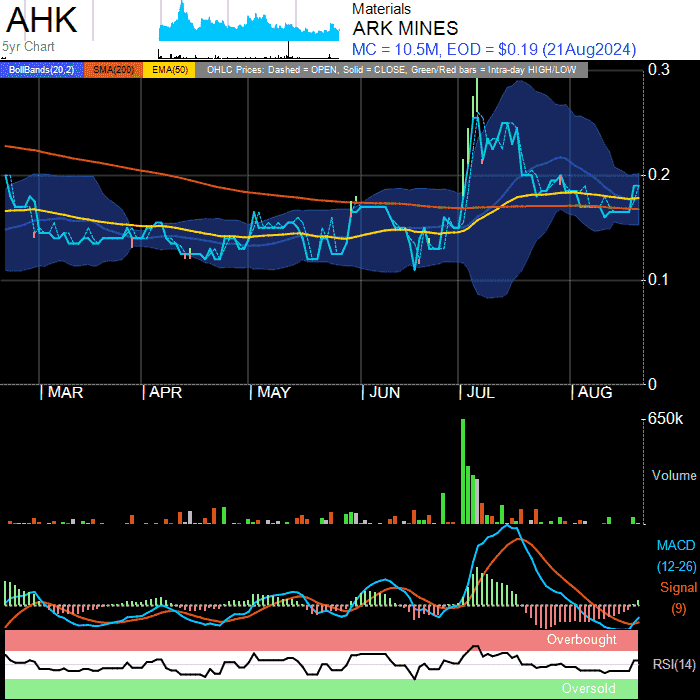 AHK
5yr Chart
Materials
ARK MINES
MC = 10.5M, EOD = $0.19 (21Aug2024)
BollBands(20,2) SMA(200) EMA(50) OHLC Prices: Dashed = OPEN, Solid = CLOSE, Green/Red bars = Intra-day HIGH/LOW
0.3
0.2
0.1
0
| MAR | APR | MAY | JUN | JUL | AUG
650k
Volume
MACD
(12-26)
Signal
(9)
Overbought
RSI(14)
Oversold